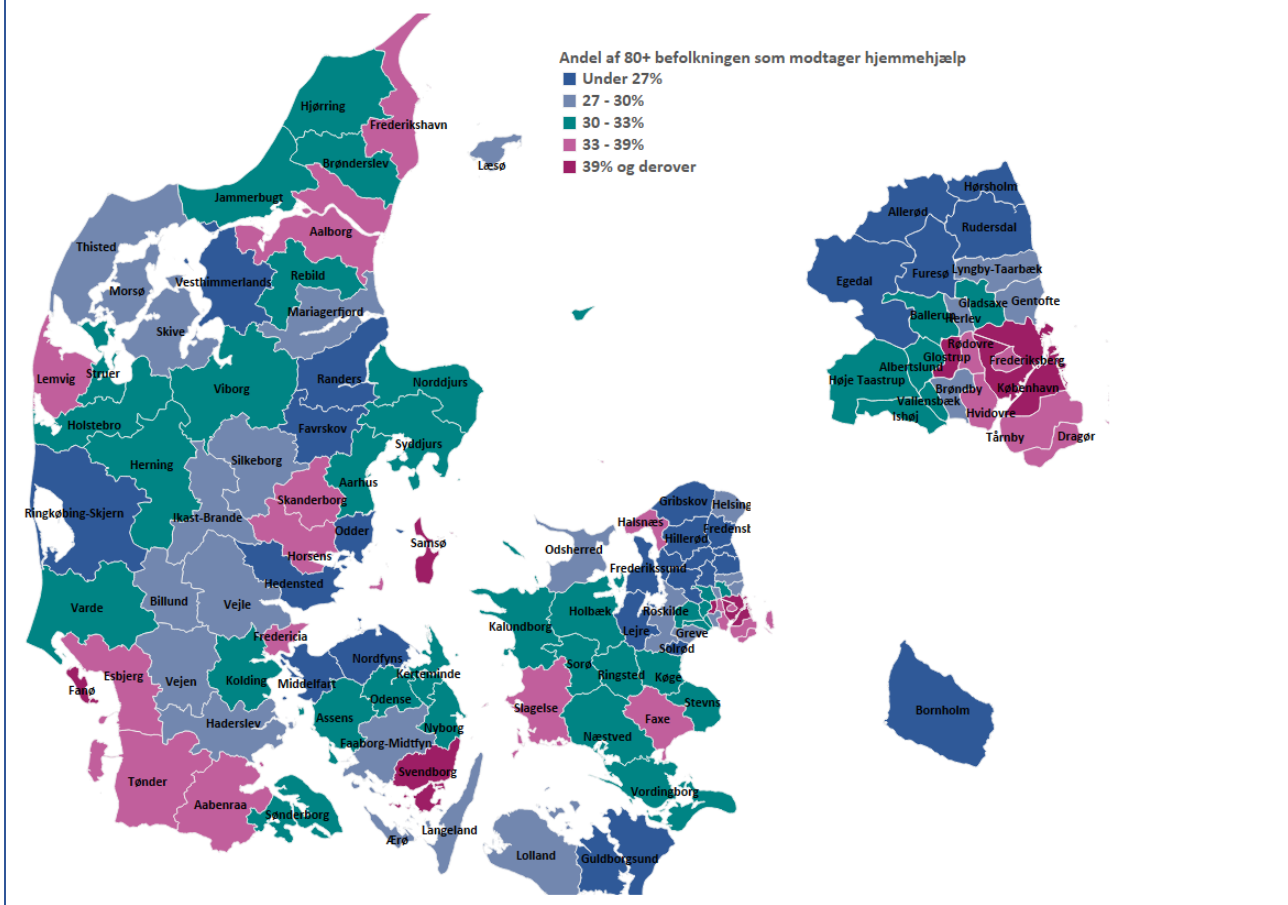 Andel af 80+ befolkningen som modtager hjemmehjælp
Under 27%
27 - 30%
30 - 33%
33 - 39%
39% og derover
Hjørring
Frederikshavn
Brønderslev
Læsø
Jammerbugt
Aalborg
Thisted
Rebild
Vesthimmerlands
Morsø
Mariagerfjord
Skive
Struer
Lemvig
Randers
Norddjurs
Viborg
Holstebro
Favrskov
Syddjurs
Herning
Silkeborg
Aarhus
Skanderborg
Ringkøbing-Skjern
Ikast-Brande
Odder
Samsø
Horsens
Hedensted
Billund
Vejle
Varde
Fredericia
Esbjerg
Fanø
Vejen
Kolding
Middelfart
Nordfyns
Kerteminde
Odense
Assens
Nyborg
Haderslev
Faaborg-Midtfyn
Svendborg
Tønder
Aabenraa
Sønderborg
Ærø
Langeland
Gribskov
Helsing
Halsnæs
Hillerød
Fredensb
Odsherred
Frederikssund
Holbæk
Roskilde
Kalundborg
Lejre
Greve
Solrød
Sorø
Ringsted
Køge
Slagelse
Stevns
Faxe
Næstved
Vordingborg
Lolland
Guldborgsund
Hørsholm
Allerød
Rudersdal
Egedal
Furesø
Lyngby-Taarbæk
Gentofte
Gladsaxe
Ballerup
Herlev
Rødovre
Glostrup
Frederiksberg
Albertslund
Høje Taastrup
København
Brøndby
Vallensbæk
Hvidovre
Ishøj
Tårnby
Dragør
Bornholm